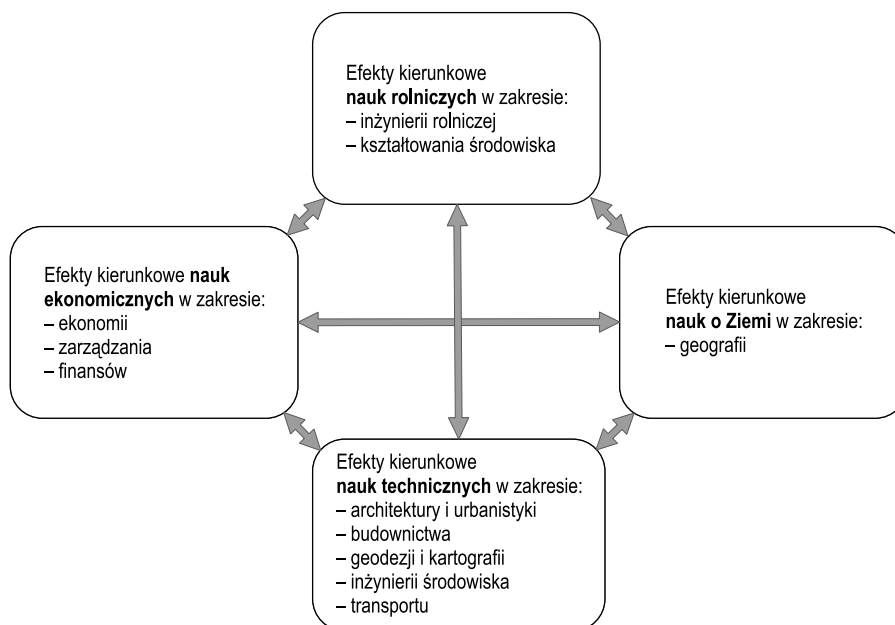 Efekty kierunkowe
nauk rolniczych w zakresie:
– inżynierii rolniczej
– kształtowania środowiska
Efekty kierunkowe nauk
ekonomicznych w zakresie:
– ekonomii
– zarządzania
– finansów
Efekty kierunkowe
nauk o Ziemi w zakresie:
– geografii
Efekty kierunkowe
nauk technicznych w zakresie:
– architektury i urbanistyki
– budownictwa
– geodezji i kartografii
– inżynierii środowiska
– transportu